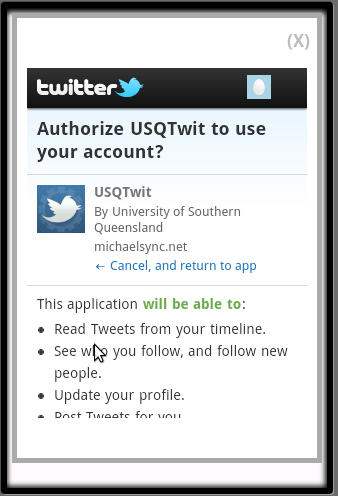 (X)
twitter
Authorize USQTwit to use
your account?
USQTwit
By University of Southern
Queensland
michaelsync.net
← Cancel, and return to app
This application will be able to:
Read Tweets from your timeline.
See who you follow, and follow new
people.
Update your profile.
Post Tweets for you